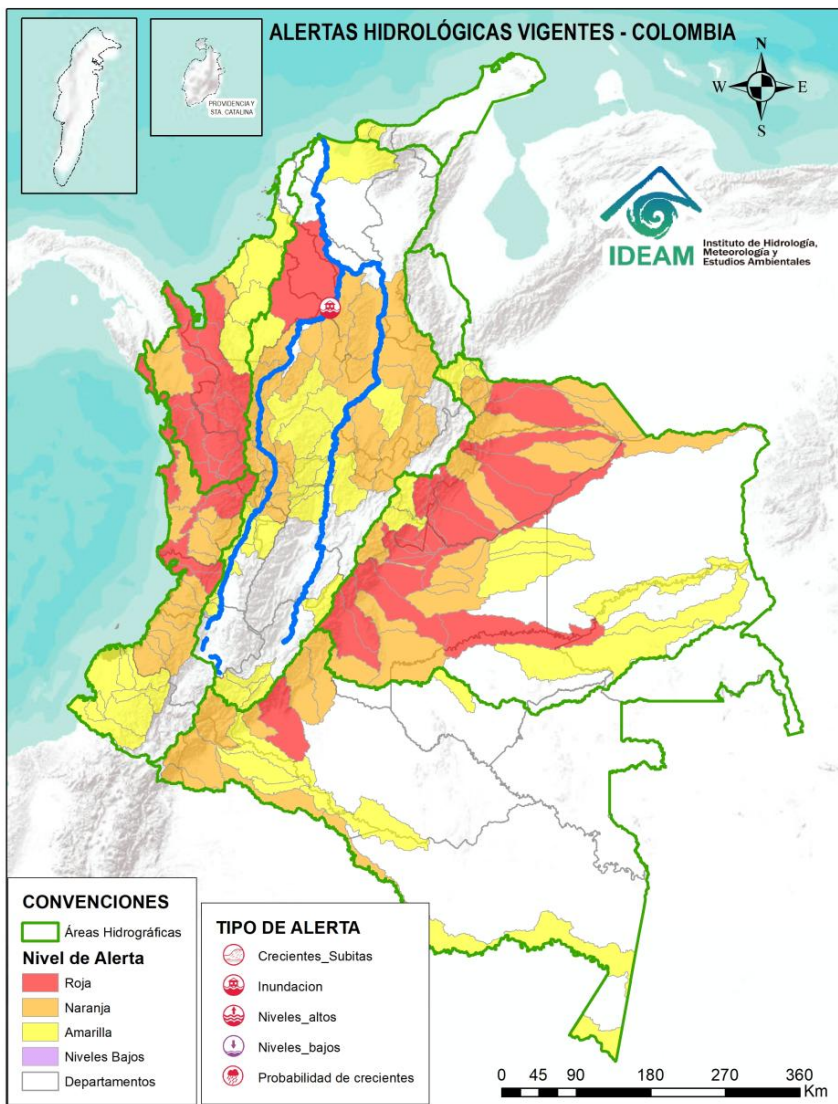 ALERTAS HIDROLÓGICAS VIGENTES - COLOMBIA
N
W E
S
PROVIDENCIA Y
STA. CATALINA
IDEAM
Instituto de Hidrología,
Meteorología y
Estudios Ambientales
CONVENCIONES
Áreas Hidrográficas
Nivel de Alerta
Roja
Naranja
Amarilla
Niveles Bajos
Departamentos
TIPO DE ALERTA
Crecientes_Subitas
Inundacion
Niveles_altos
Niveles_bajos
Probabilidad de crecientes
0 45 90 180 270 360
Km